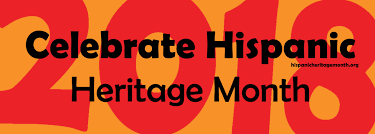 2018
Celebrate Hispanic
hispanicheritagemonth.org
Heritage Month